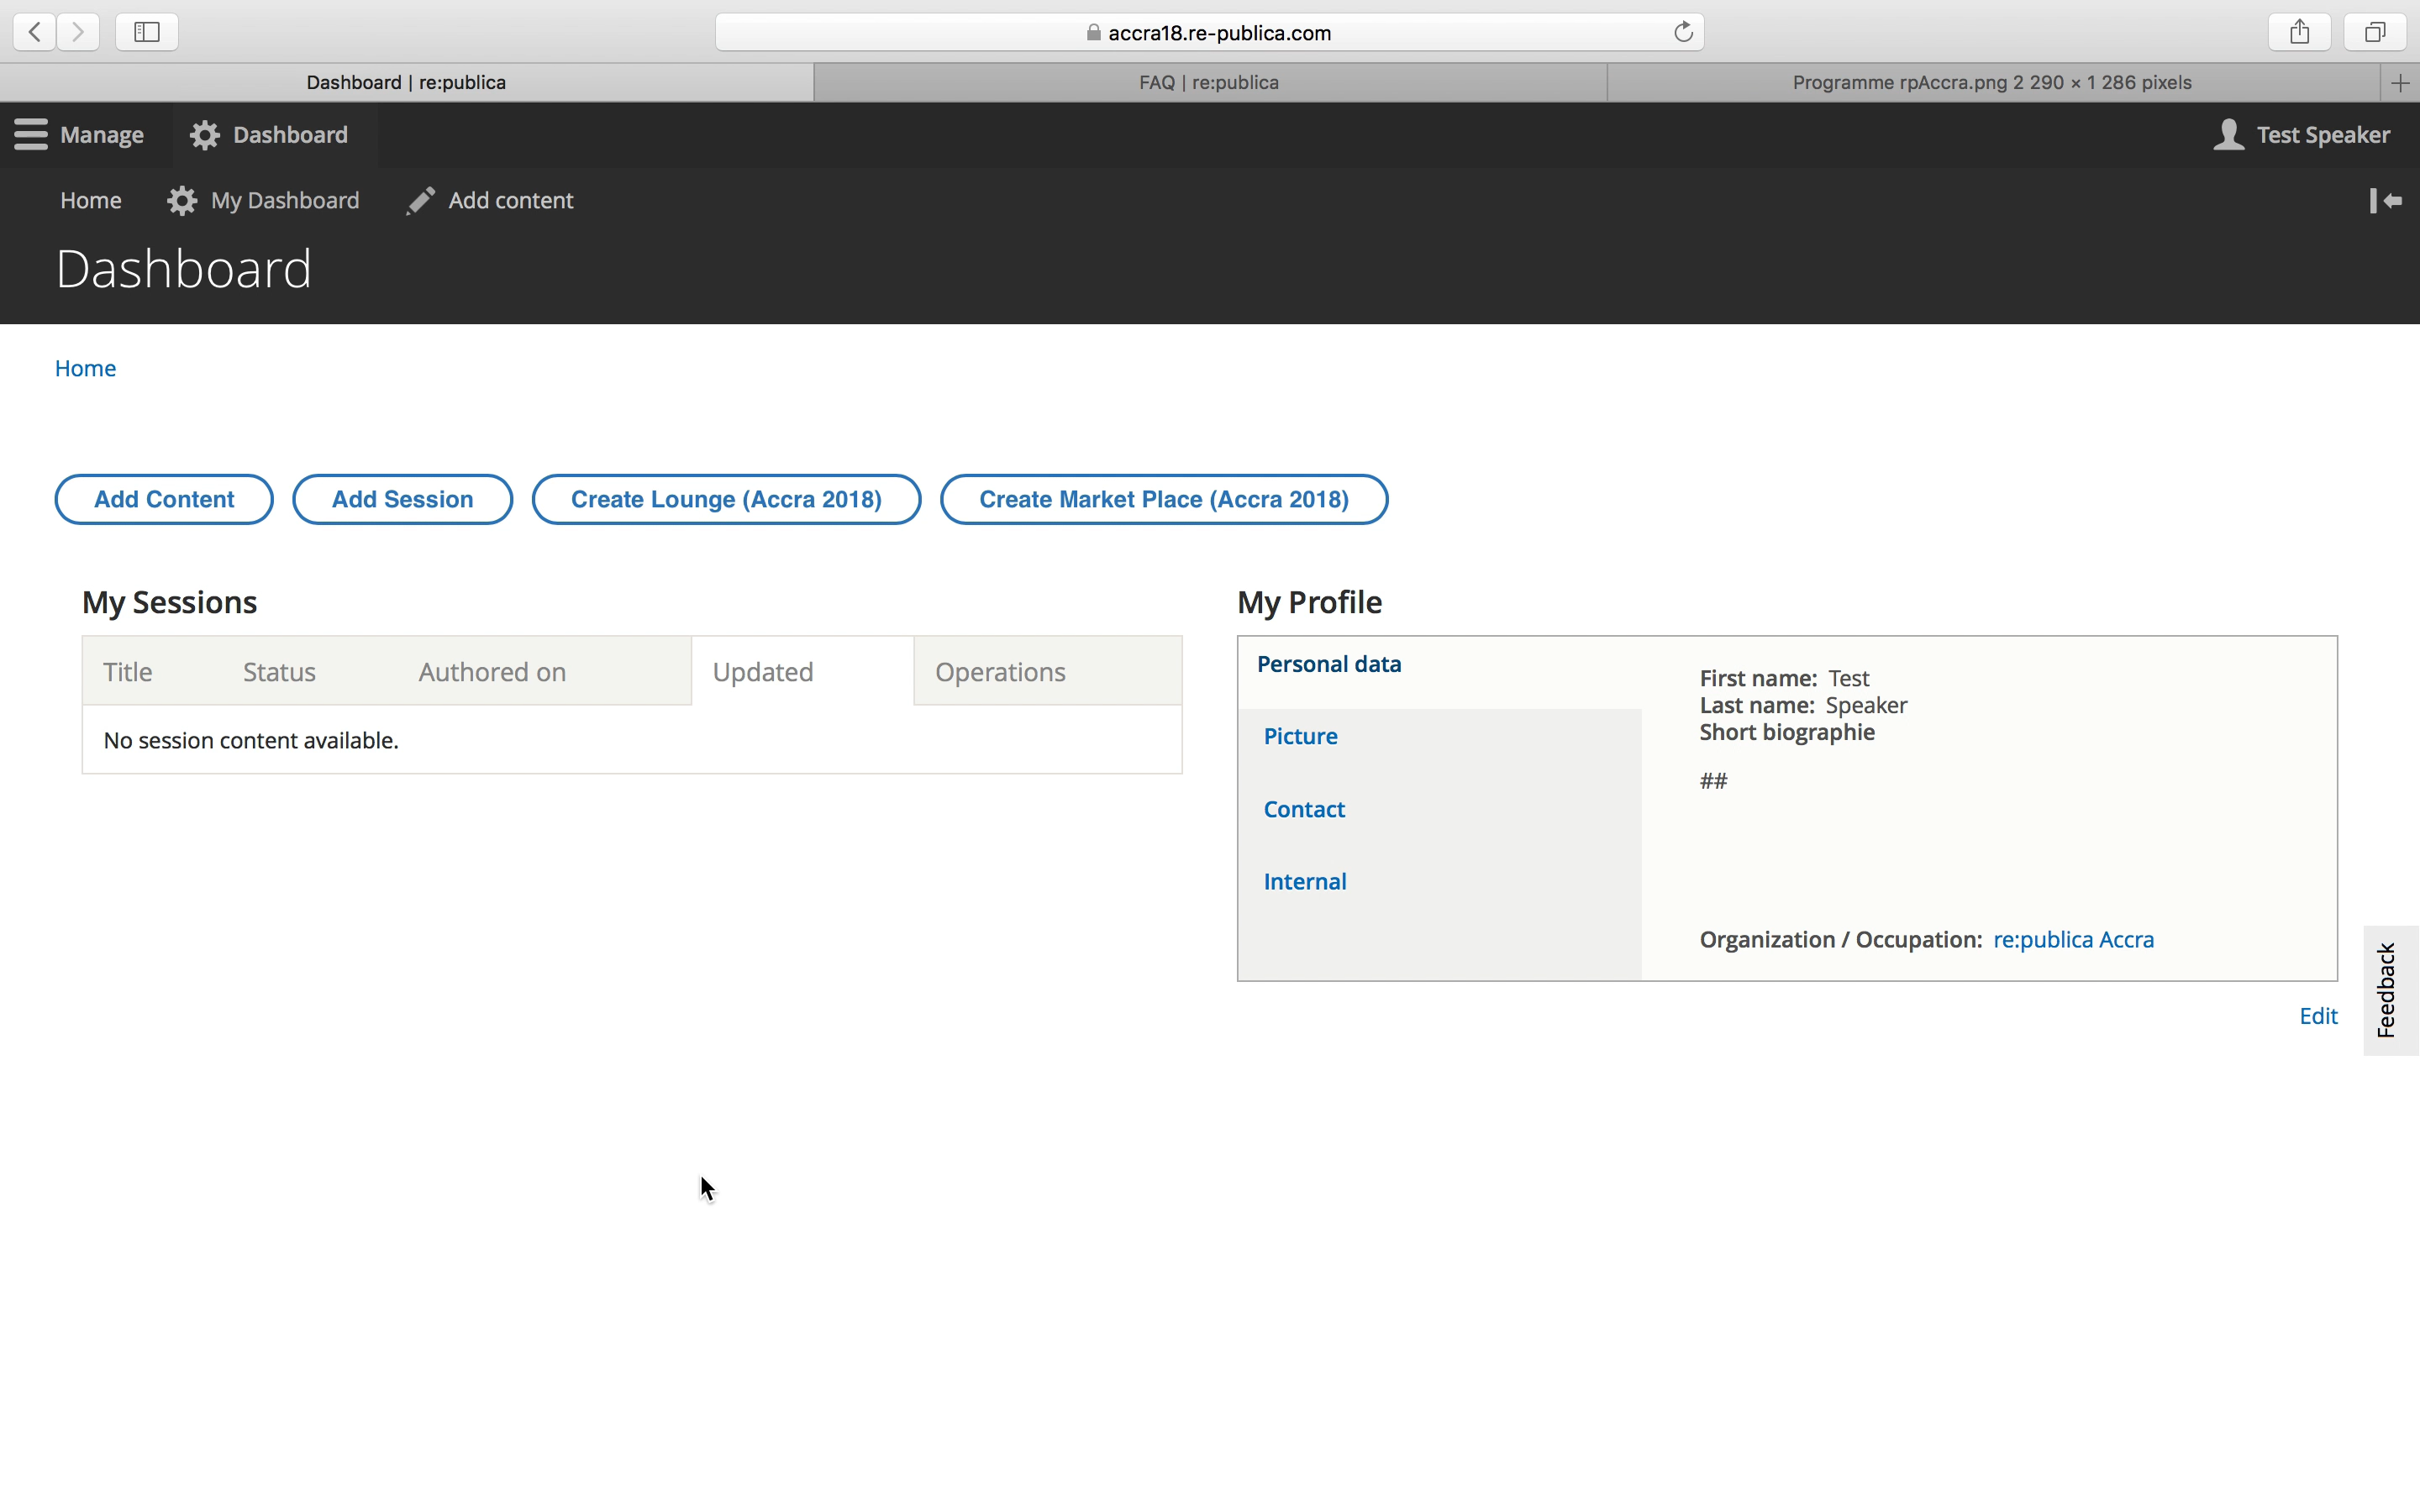 accra18.re-publica.com
Dashboard | re:publica
FAQ | re:publica
Programme rpAccra.png 2 290 × 1 286 pixels
Manage
Dashboard
Test Speaker
Home
My Dashboard
Add content
Dashboard
Home
Add Content
Add Session
Create Lounge (Accra 2018)
Create Market Place (Accra 2018)
My Sessions
Title
Status
Authored on
Updated
Operations
No session content available.
My Profile
Personal data
Picture
Contact
Internal
First name: Test
Last name: Speaker
Short biographie
##
Organization / Occupation: re:publica Accra
Edit
Feedback